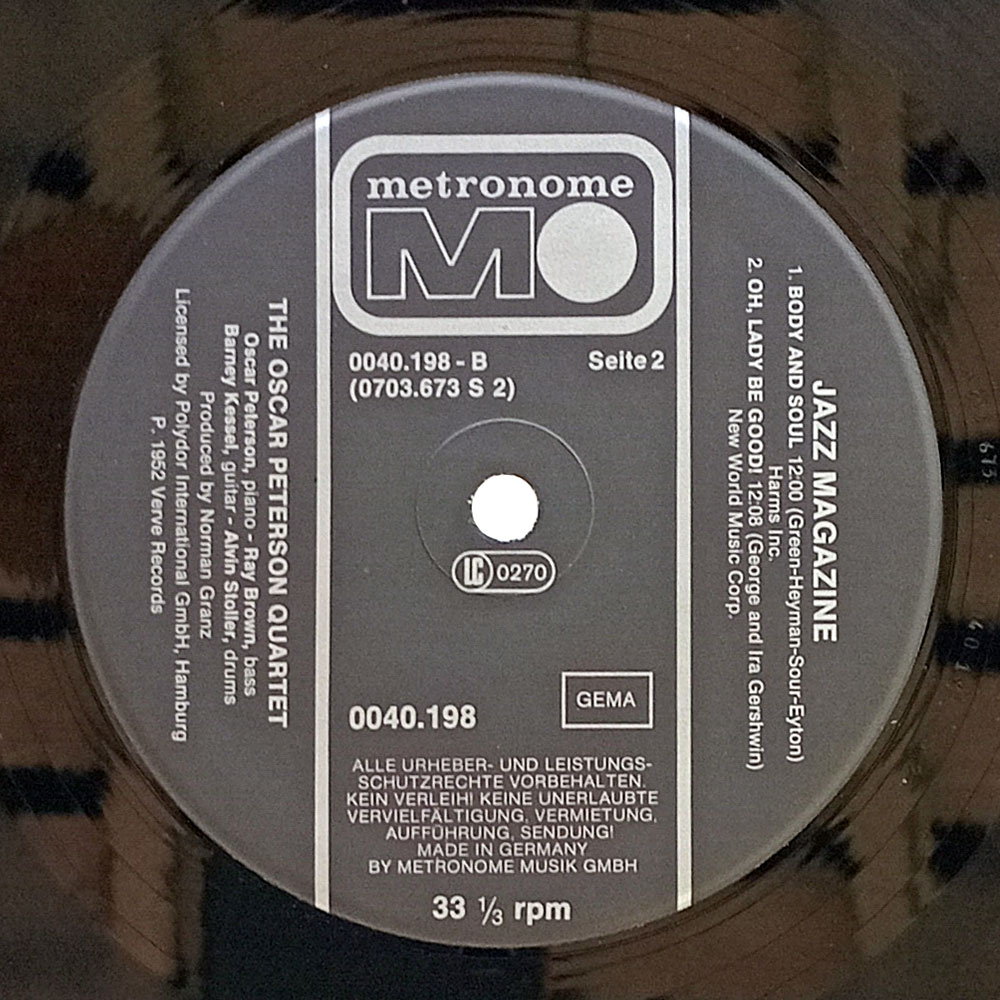 metronome
MO
0040.198 - B
Seite 2
(0703.673 S 2)
LC 0270
GEMA
0040.198
ALLE URHEBER- UND LEISTUNGS-
SCHUTZRECHTE VORBEHALTEN.
KEIN VERLEIH! KEINE UNERLAUBTE
VERVIELFÄLTIGUNG, VERMIETUNG,
AUFFÜHRUNG, SENDUNG!
MADE IN GERMANY
BY METRONOME MUSIK GMBH
33 ⅓ rpm
JAZZ MAGAZINE
1. BODY AND SOUL 12:00 (Green-Heyman-Sour-Eyton)
Harms Inc.
2. OH, LADY BE GOOD! 12:08 (George and Ira Gershwin)
New World Music Corp.
THE OSCAR PETERSON QUARTET
Oscar Peterson, piano - Ray Brown, bass
Barney Kessel, guitar - Alvin Stoller, drums
Produced by Norman Granz
Licensed by Polydor International GmbH, Hamburg
P. 1952 Verve Records
673